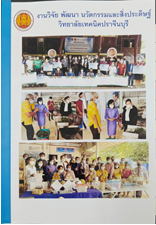 งานวิจัย พัฒนา นวัตกรรมและสิ่งประดิษฐ์
วิทยาลัยเทคนิคปราจีนบุรี